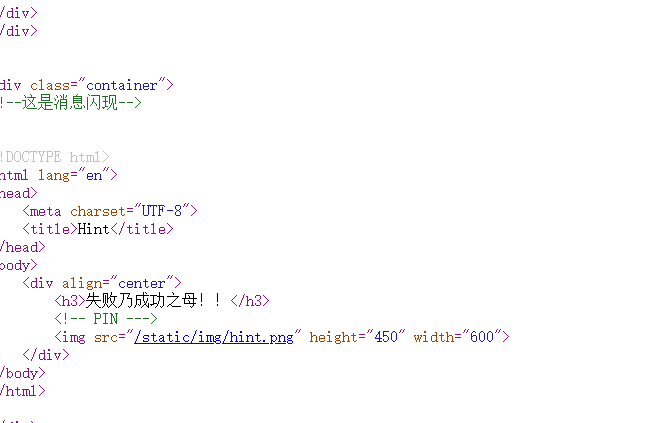 /div>
/div>
div class="container">
!--这是消息闪现-->
!DOCTYPE html>
html lang="en">
head>
<meta charset="UTF-8">
<title>Hint</title>
/head>
body>
<div align="center">
<h3>失败乃成功之母！！</h3>
<!-- PIN --->
<img src="/static/img/hint.png" height="450" width="600">
</div>
/body>
/html>
/div>